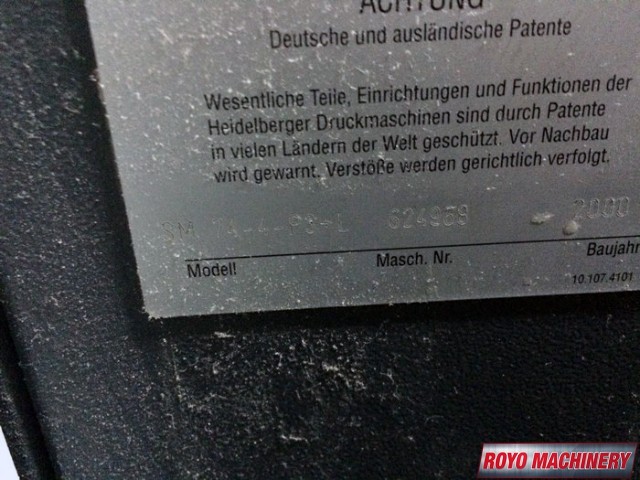 ACHTUNG
Deutsche und ausländische Patente
Wesentliche Teile, Einrichtungen und Funktionen der
Heidelberger Druckmaschinen sind durch Patente
in vielen Ländern der Welt geschützt. Vor Nachbau
wird gewarnt. Verstöße werden gerichtlich verfolgt.
2000
Modell Masch. Nr. Baujahr
10.107.4101
ROYO MACHINERY